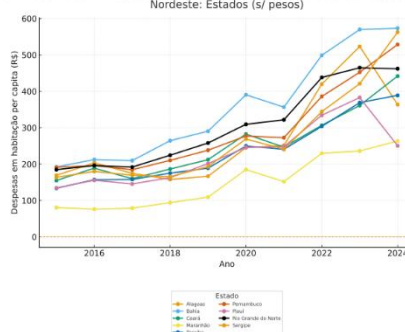 Nordeste: Estados (s/ pesos)
Despesas em habitação per capita (R$)
600
500
400
300
200
100
0
2016
2018
2020
2022
2024
Ano
Estado
Alagoas
Bahia
Ceará
Maranhão
Pernambuco
Piauí
Rio Grande do Norte
Sergipe